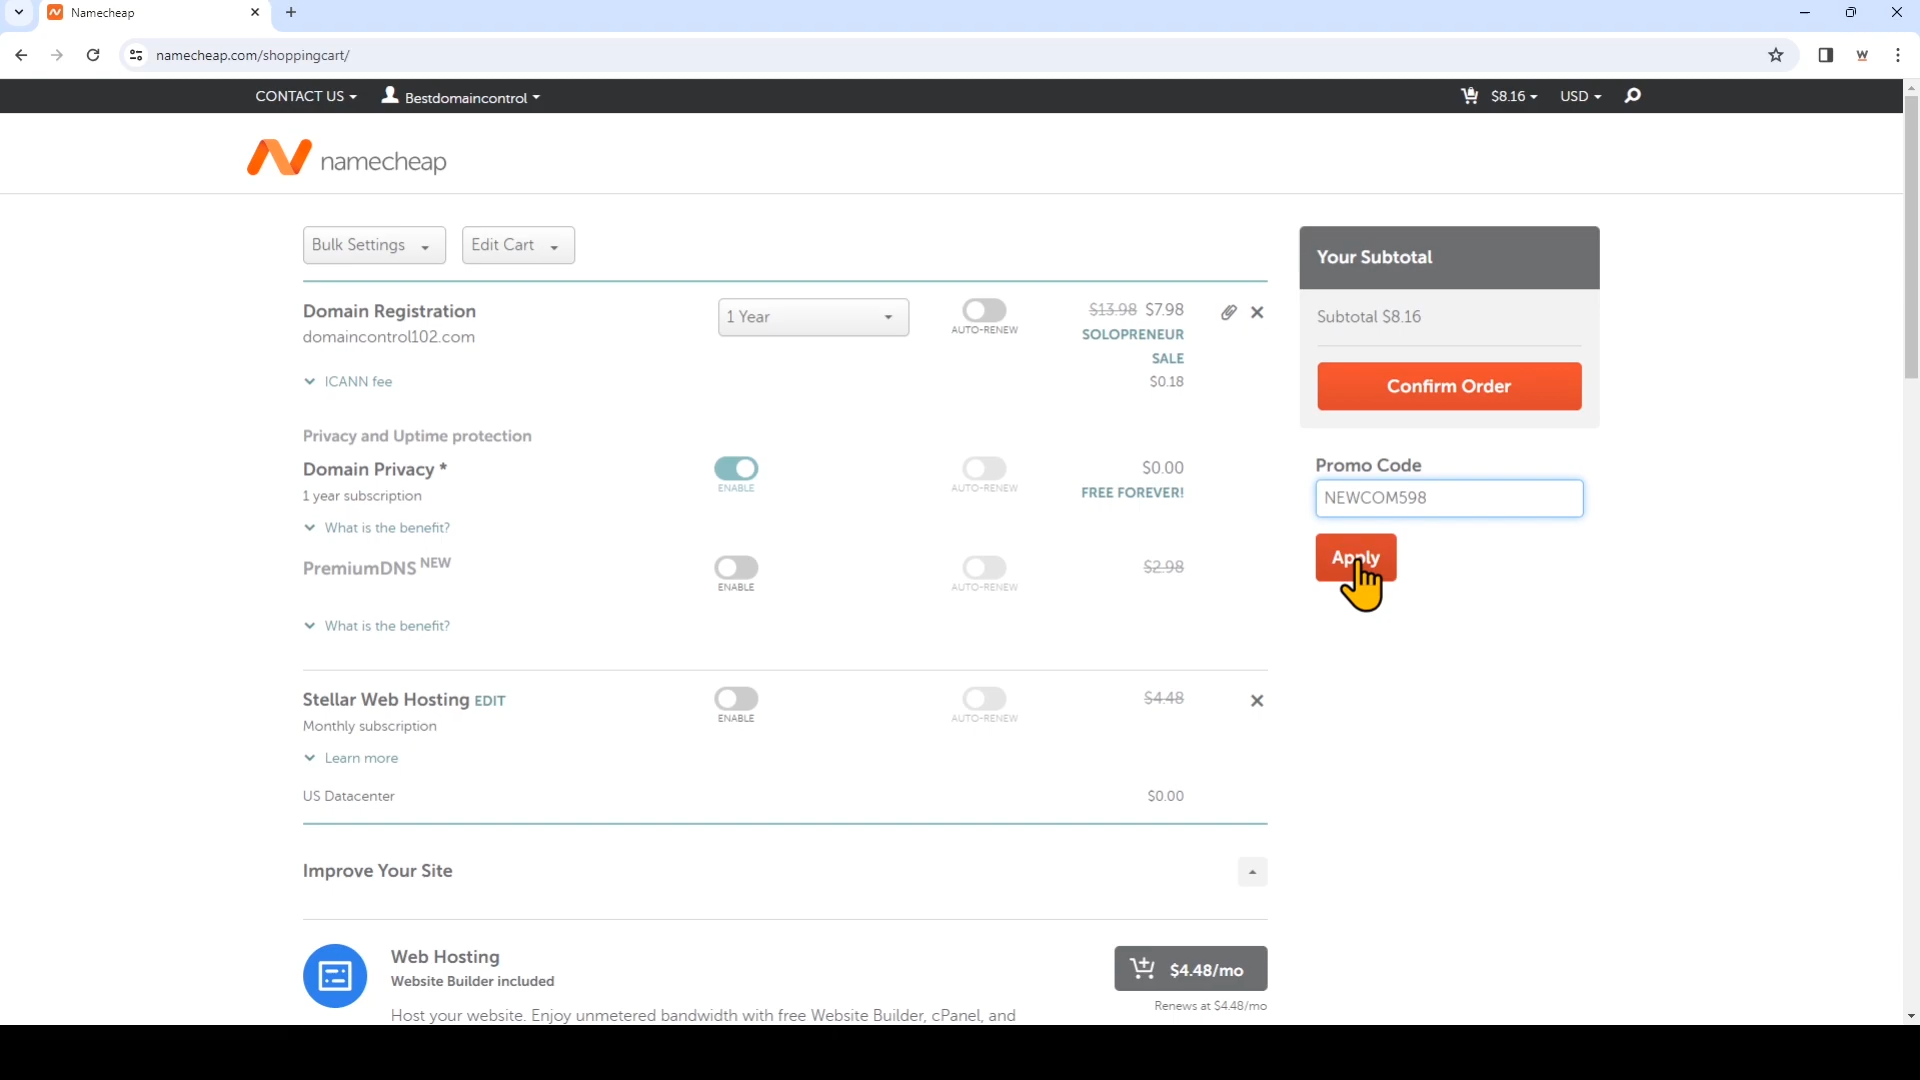 Namecheap
namecheap.com/shoppingcart/
W
CONTACT US
Bestdomaincontrol
$8.16
USD
namecheap
Bulk Settings
Edit Cart
Your Subtotal
Domain Registration
1 Year
AUTO-RENEW
$13.98 $7.98
Subtotal $8.16
domaincontrol102.com
SOLOPRENEUR
SALE
ICANN fee
$0.18
Confirm Order
Privacy and Uptime protection
Promo Code
Domain Privacy *
ENABLE
AUTO-RENEW
$0.00
1 year subscription
FREE FOREVER!
NEWCOM598
What is the benefit?
PremiumDNS NEW
ENABLE
AUTO-RENEW
$2.98
Apply
What is the benefit?
Stellar Web Hosting EDIT
ENABLE
AUTO-RENEW
$4.48
Monthly subscription
Learn more
US Datacenter
$0.00
Improve Your Site
Web Hosting
$4.48/mo
Website Builder included
Renews at $4.48/mo
Host your website. Enjoy unmetered bandwidth with free Website Builder, cPanel, and